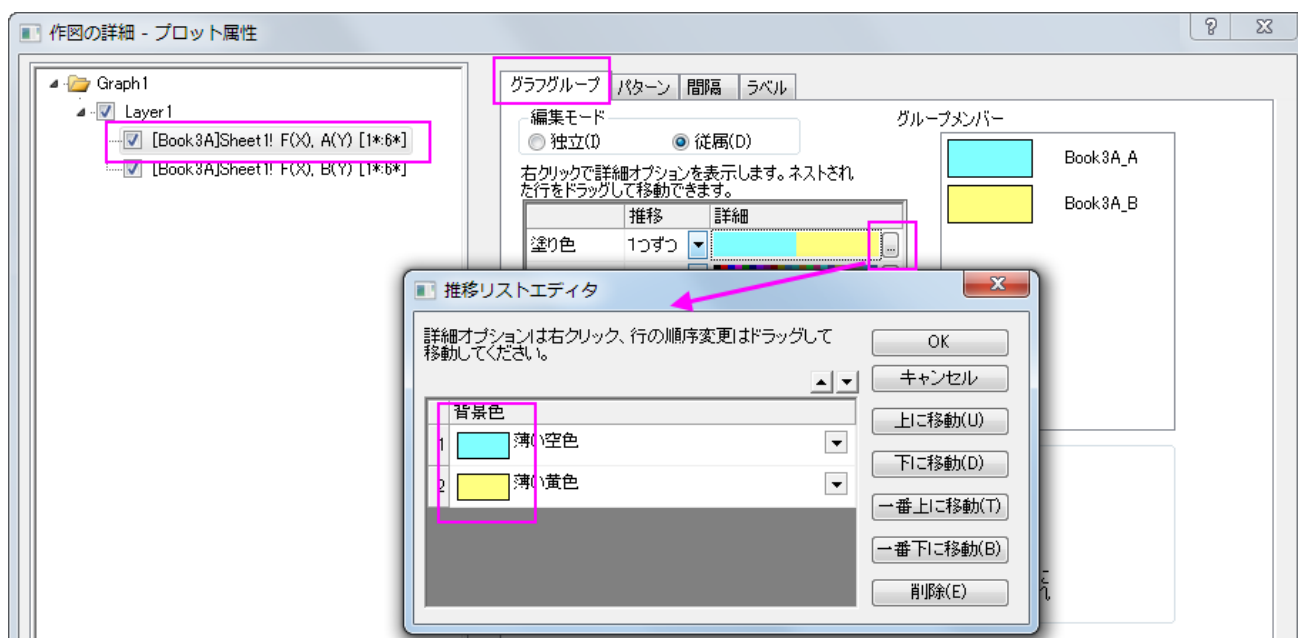 作図の詳細 - プロット属性
Graph1
Layer1
[Book3A]Sheet1! F(X), A(Y) [1*:6*]
[Book3A]Sheet1! F(X), B(Y) [1*:6*]
グラフグループ
パターン
間隔
ラベル
編集モード
独立(I)
従属(D)
右クリックで詳細オプションを表示します。ネストされ
た行をドラッグして移動できます。
推移
詳細
塗り色
1つずつ
...
グループメンバー
Book3A_A
Book3A_B
推移リストエディタ
詳細オプションは右クリック、行の順序変更はドラッグして
移動してください。
背景色
1
薄い空色
2
薄い黄色
OK
キャンセル
上に移動(U)
下に移動(D)
一番上に移動(T)
一番下に移動(B)
削除(E)